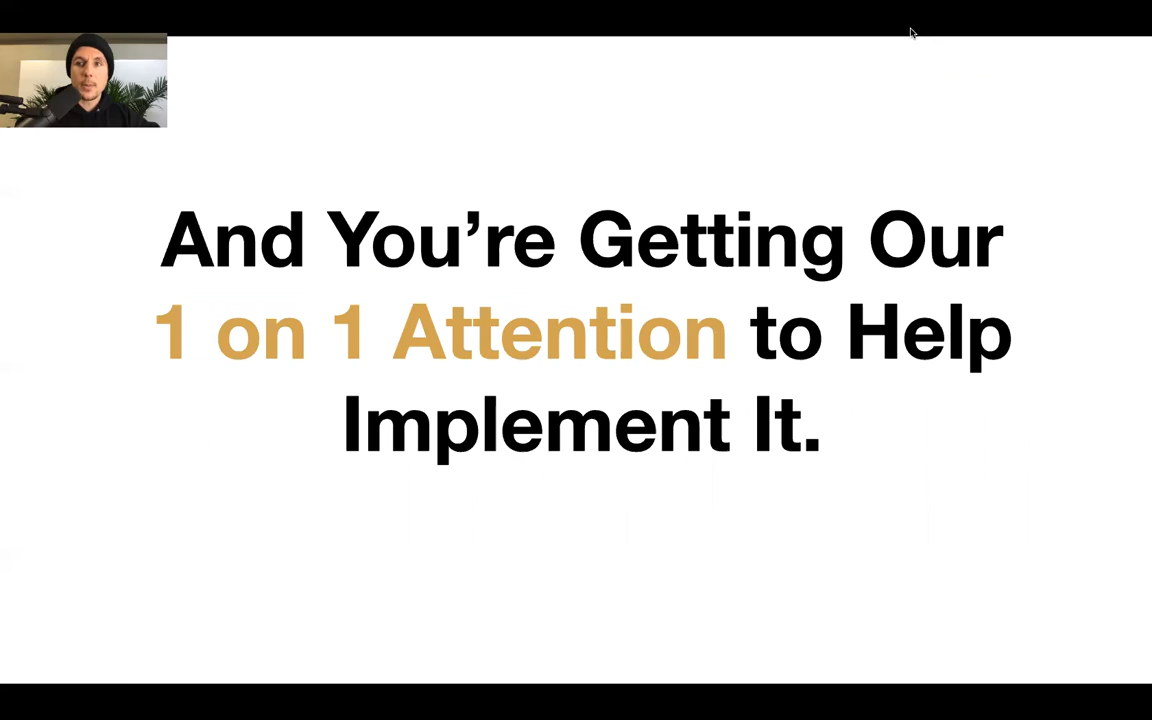 And You’re Getting Our
1 on 1 Attention to Help
Implement It.